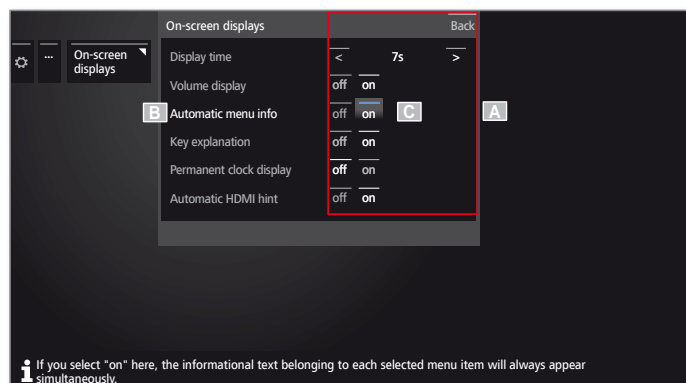 On-screen displays
Back
...
On-screen
displays
Display time
<
7s
>
Volume display
off on
B
Automatic menu info
off on
C
A
Key explanation
off on
Permanent clock display
off on
Automatic HDMI hint
off on
If you select "on" here, the informational text belonging to each selected menu item will always appear
simultaneously.